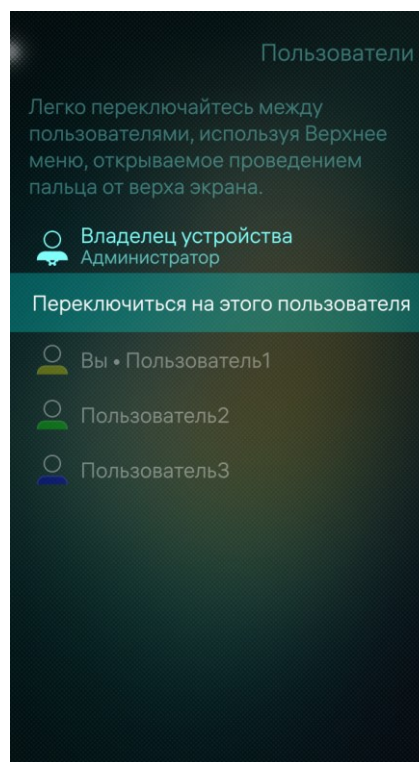 Пользователи
Легко переключайтесь между
пользователями, используя Верхнее
меню, открываемое проведением
пальца от верха экрана.
Владелец устройства
Администратор
Переключиться на этого пользователя
Вы • Пользователь1
Пользователь2
Пользователь3